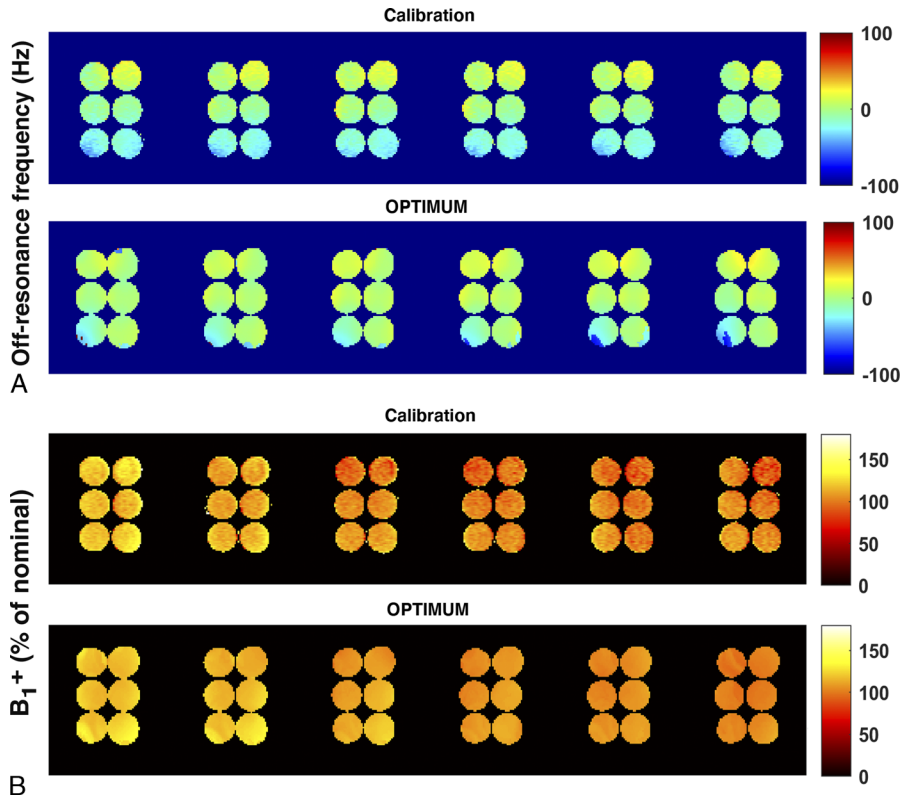 Calibration
Off-resonance frequency (Hz)
100
0
-100
OPTIMUM
100
0
-100
A
Calibration
B₁+ (% of nominal)
150
100
50
0
OPTIMUM
150
100
50
0
B